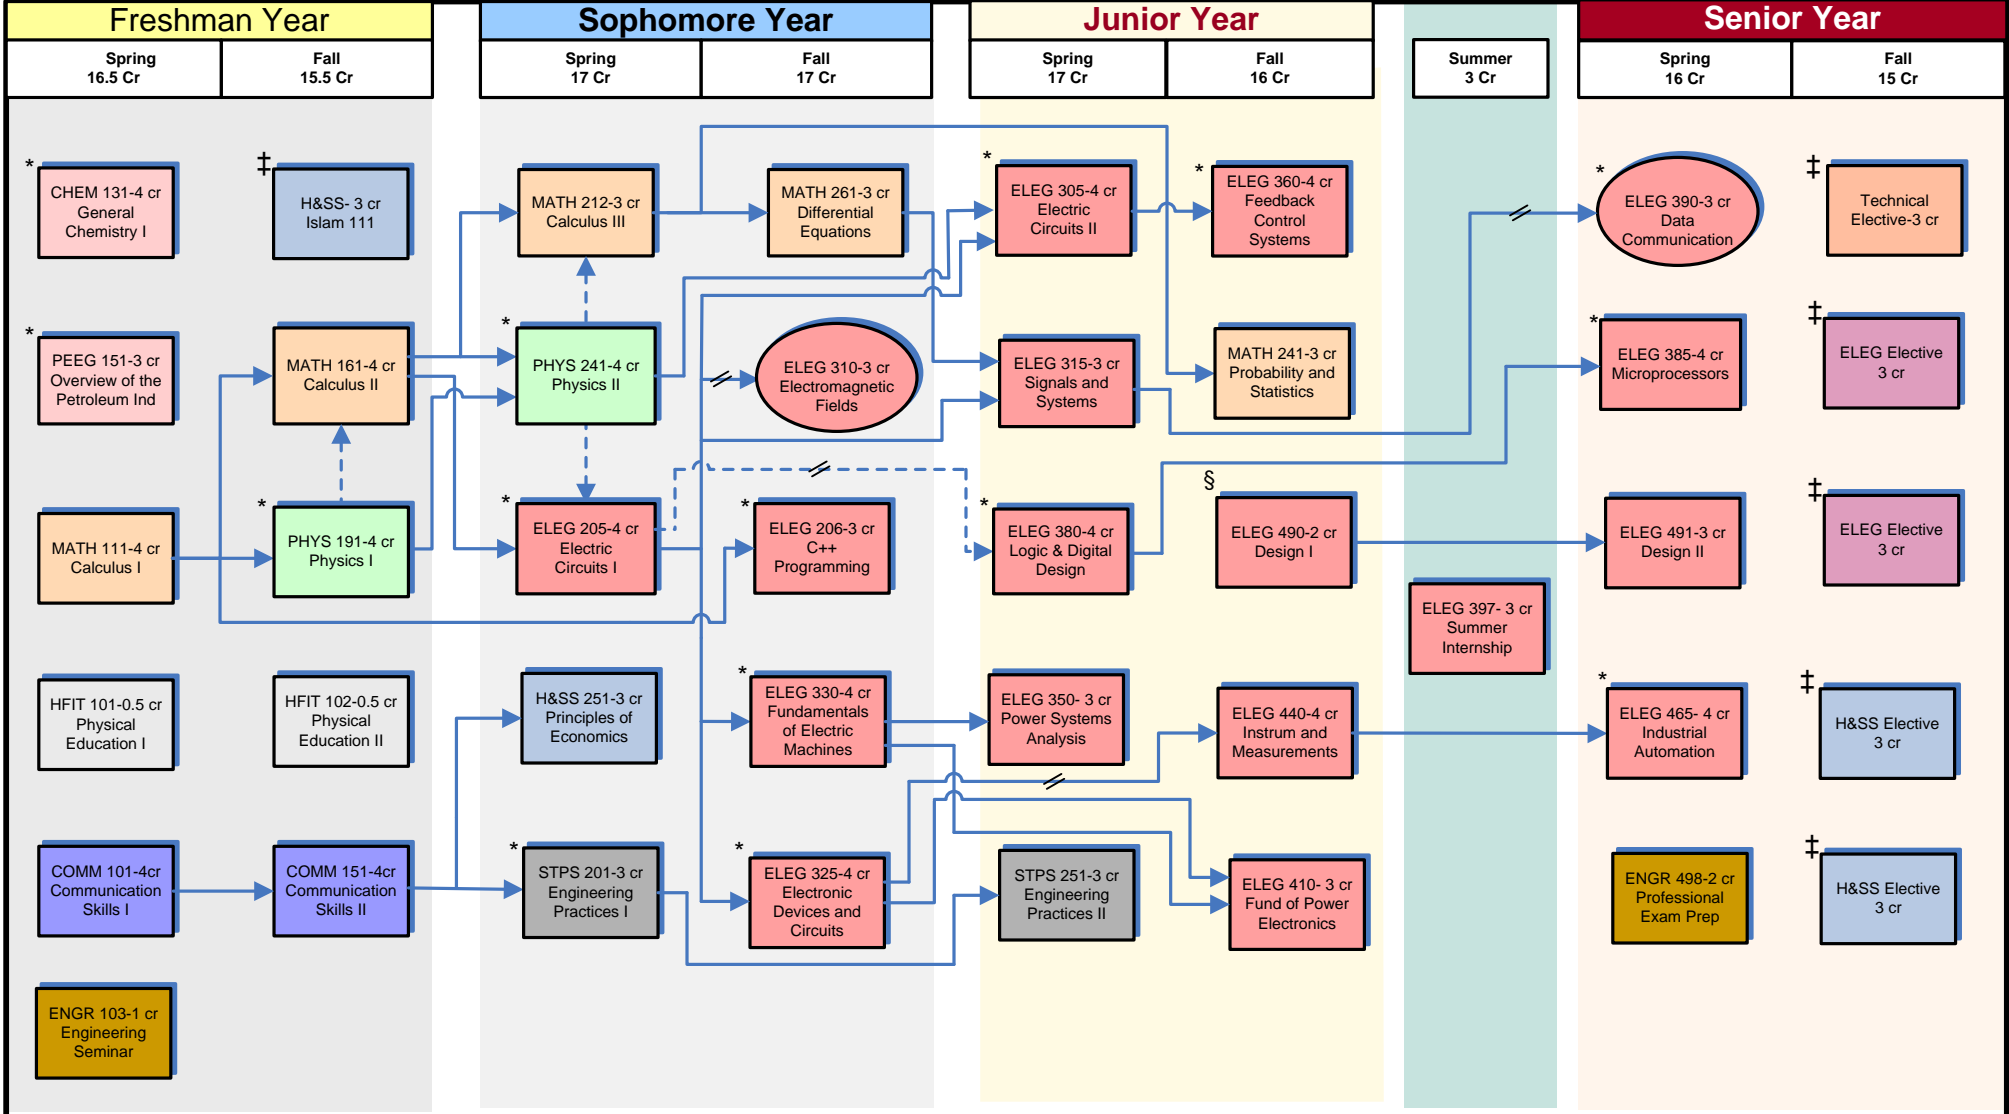 Freshman Year
Sophomore Year
Junior Year
Senior Year
Spring
16.5 Cr
Fall
15.5 Cr
Spring
17 Cr
Fall
17 Cr
Spring
17 Cr
Fall
16 Cr
Summer
3 Cr
Spring
16 Cr
Fall
15 Cr
*
CHEM 131-4 cr
General
Chemistry I
‡
H&SS- 3 cr
Islam 111
MATH 212-3 cr
Calculus III
MATH 261-3 cr
Differential
Equations
*
ELEG 305-4 cr
Electric
Circuits II
*
ELEG 360-4 cr
Feedback
Control
Systems
*
ELEG 390-3 cr
Data
Communication
‡
Technical
Elective-3 cr
*
PEEG 151-3 cr
Overview of the
Petroleum Ind
MATH 161-4 cr
Calculus II
*
PHYS 241-4 cr
Physics II
ELEG 310-3 cr
Electromagnetic
Fields
ELEG 315-3 cr
Signals and
Systems
MATH 241-3 cr
Probability and
Statistics
*
ELEG 385-4 cr
Microprocessors
‡
ELEG Elective
3 cr
MATH 111-4 cr
Calculus I
*
PHYS 191-4 cr
Physics I
*
ELEG 205-4 cr
Electric
Circuits I
*
ELEG 206-3 cr
C++
Programming
*
ELEG 380-4 cr
Logic & Digital
Design
§
ELEG 490-2 cr
Design I
ELEG 491-3 cr
Design II
‡
ELEG Elective
3 cr
ELEG 397- 3 cr
Summer
Internship
HFIT 101-0.5 cr
Physical
Education I
HFIT 102-0.5 cr
Physical
Education II
H&SS 251-3 cr
Principles of
Economics
*
ELEG 330-4 cr
Fundamentals
of Electric
Machines
ELEG 350- 3 cr
Power Systems
Analysis
ELEG 440-4 cr
Instrum and
Measurements
*
ELEG 465- 4 cr
Industrial
Automation
‡
H&SS Elective
3 cr
COMM 101-4cr
Communication
Skills I
COMM 151-4cr
Communication
Skills II
*
STPS 201-3 cr
Engineering
Practices I
*
ELEG 325-4 cr
Electronic
Devices and
Circuits
STPS 251-3 cr
Engineering
Practices II
ELEG 410- 3 cr
Fund of Power
Electronics
ENGR 498-2 cr
Professional
Exam Prep
‡
H&SS Elective
3 cr
ENGR 103-1 cr
Engineering
Seminar